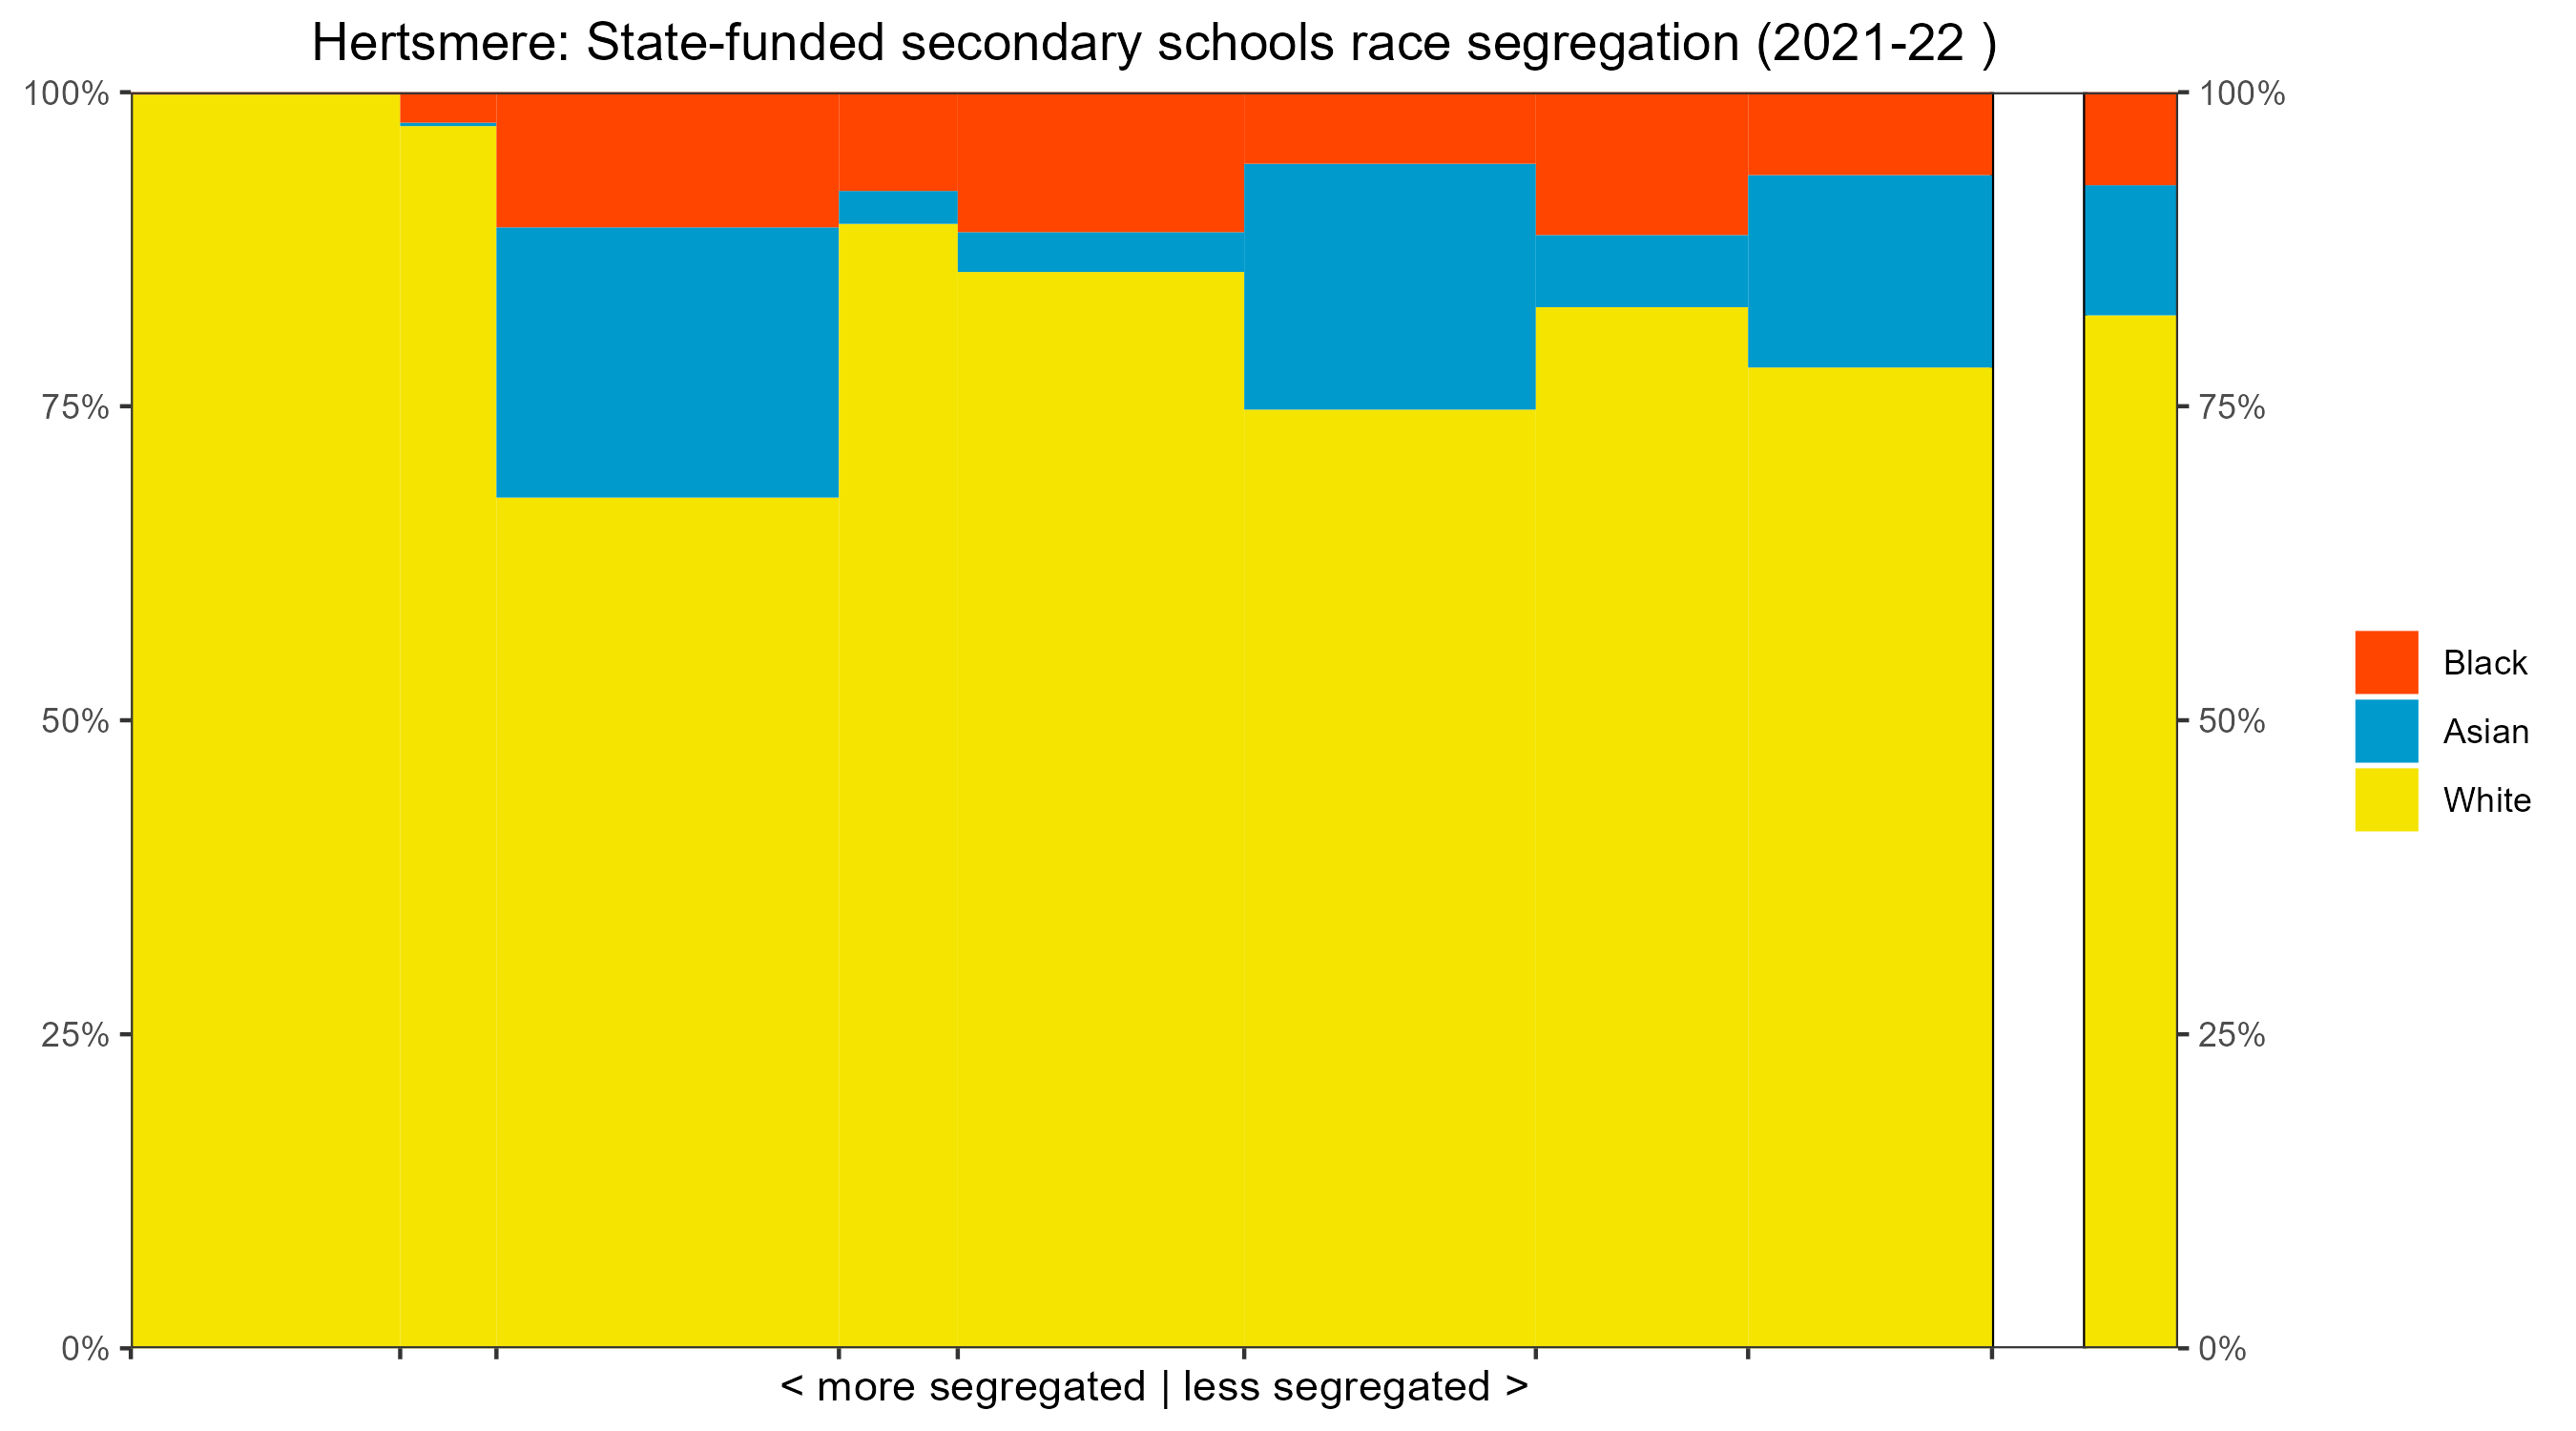 Hertsmere: State-funded secondary schools race segregation (2021-22 )
100%
75%
50%
25%
0%
100%
75%
50%
25%
0%
Black
Asian
White
< more segregated | less segregated >